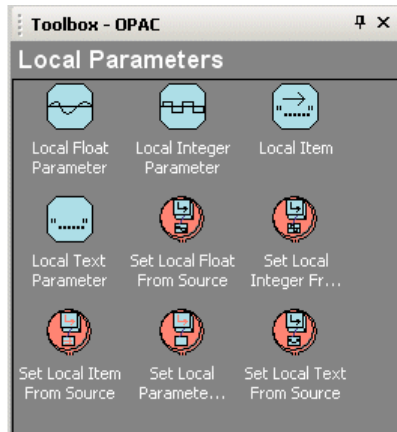 Toolbox - OPAC
Local Parameters
Local Float Local Integer Local Item
Parameter Parameter
Local Text Set Local Float Set Local
Parameter From Source Integer Fr...
Set Local Item Set Local Set Local Text
From Source Paramete... From Source